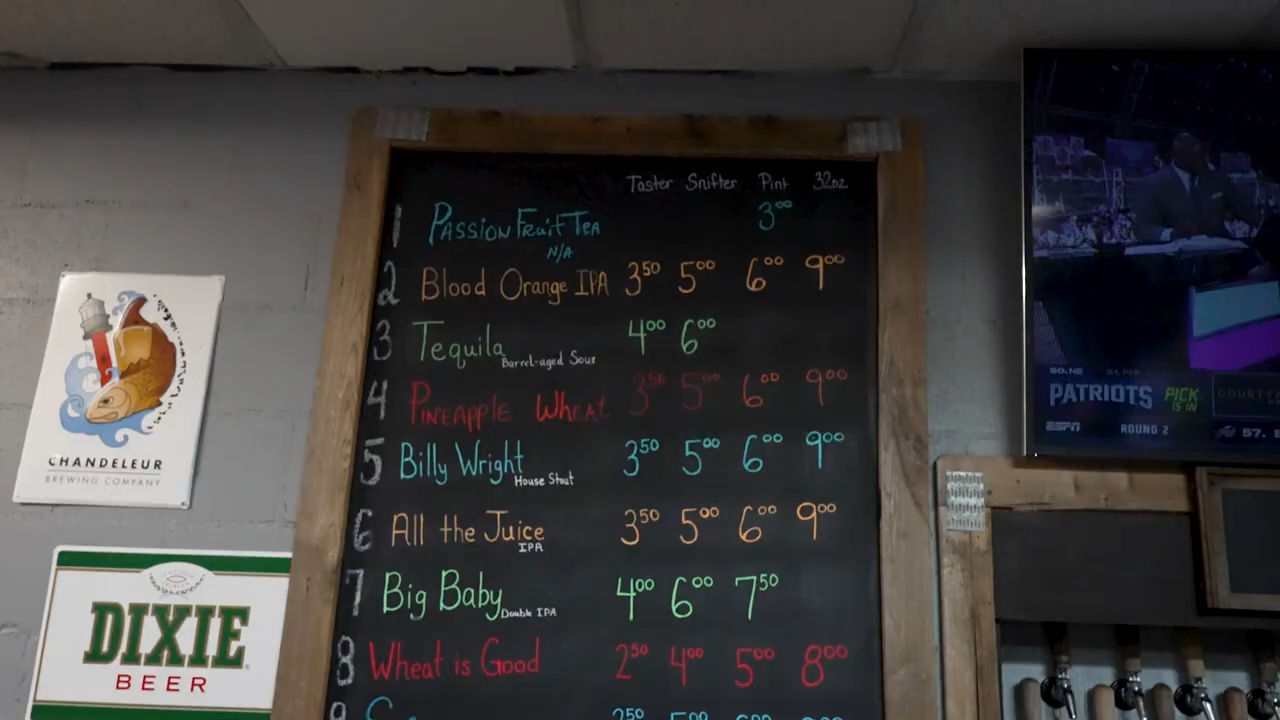 Taster Snifter Pint 32oz
1 Passion Fruit Tea 3⁰⁰
N/A
2 Blood Orange IPA 3⁵⁰ 5⁰⁰ 6⁰⁰ 9⁰⁰
3 Tequila Barrel-aged Sour 4⁰⁰ 6⁰⁰
4 Pineapple Wheat 3⁵⁰ 5⁰⁰ 6⁰⁰ 9⁰⁰
5 Billy Wright House Stout 3⁵⁰ 5⁰⁰ 6⁰⁰ 9⁰⁰
6 All the Juice 3⁵⁰ 5⁰⁰ 6⁰⁰ 9⁰⁰
IPA
7 Big Baby Double IPA 4⁰⁰ 6⁰⁰ 7⁵⁰
8 Wheat is Good 2⁵⁰ 4⁰⁰ 5⁰⁰ 8⁰⁰
CHANDELEUR
BREWING COMPANY
DIXIE
BEER
50. NE
PATRIOTS PICK
IS IN
ESPN ROUND 2 57.